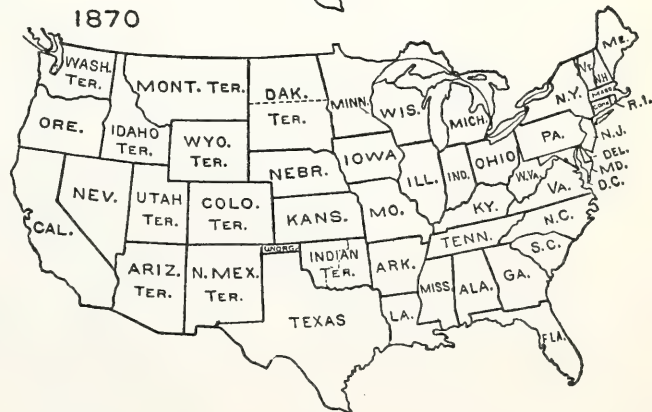 1870
WASH.
TER.
MONT. TER.
DAK.
TER.
MINN.
WIS.
MICH.
ME.
VT.
N.H.
MASS.
CONN.
R.I.
N.Y.
ORE.
IDAHO
TER.
WYO.
TER.
NEBR.
IOWA
ILL.
IND.
OHIO
PA.
N.J.
DEL.
MD.
D.C.
W.VA.
VA.
CAL.
NEV.
UTAH
TER.
COLO.
TER.
KANS.
MO.
KY.
N.C.
TENN.
S.C.
ARIZ.
TER.
N.MEX.
TER.
UNORG.
INDIAN
TER.
ARK.
MISS.
ALA.
GA.
TEXAS
LA.
FLA.